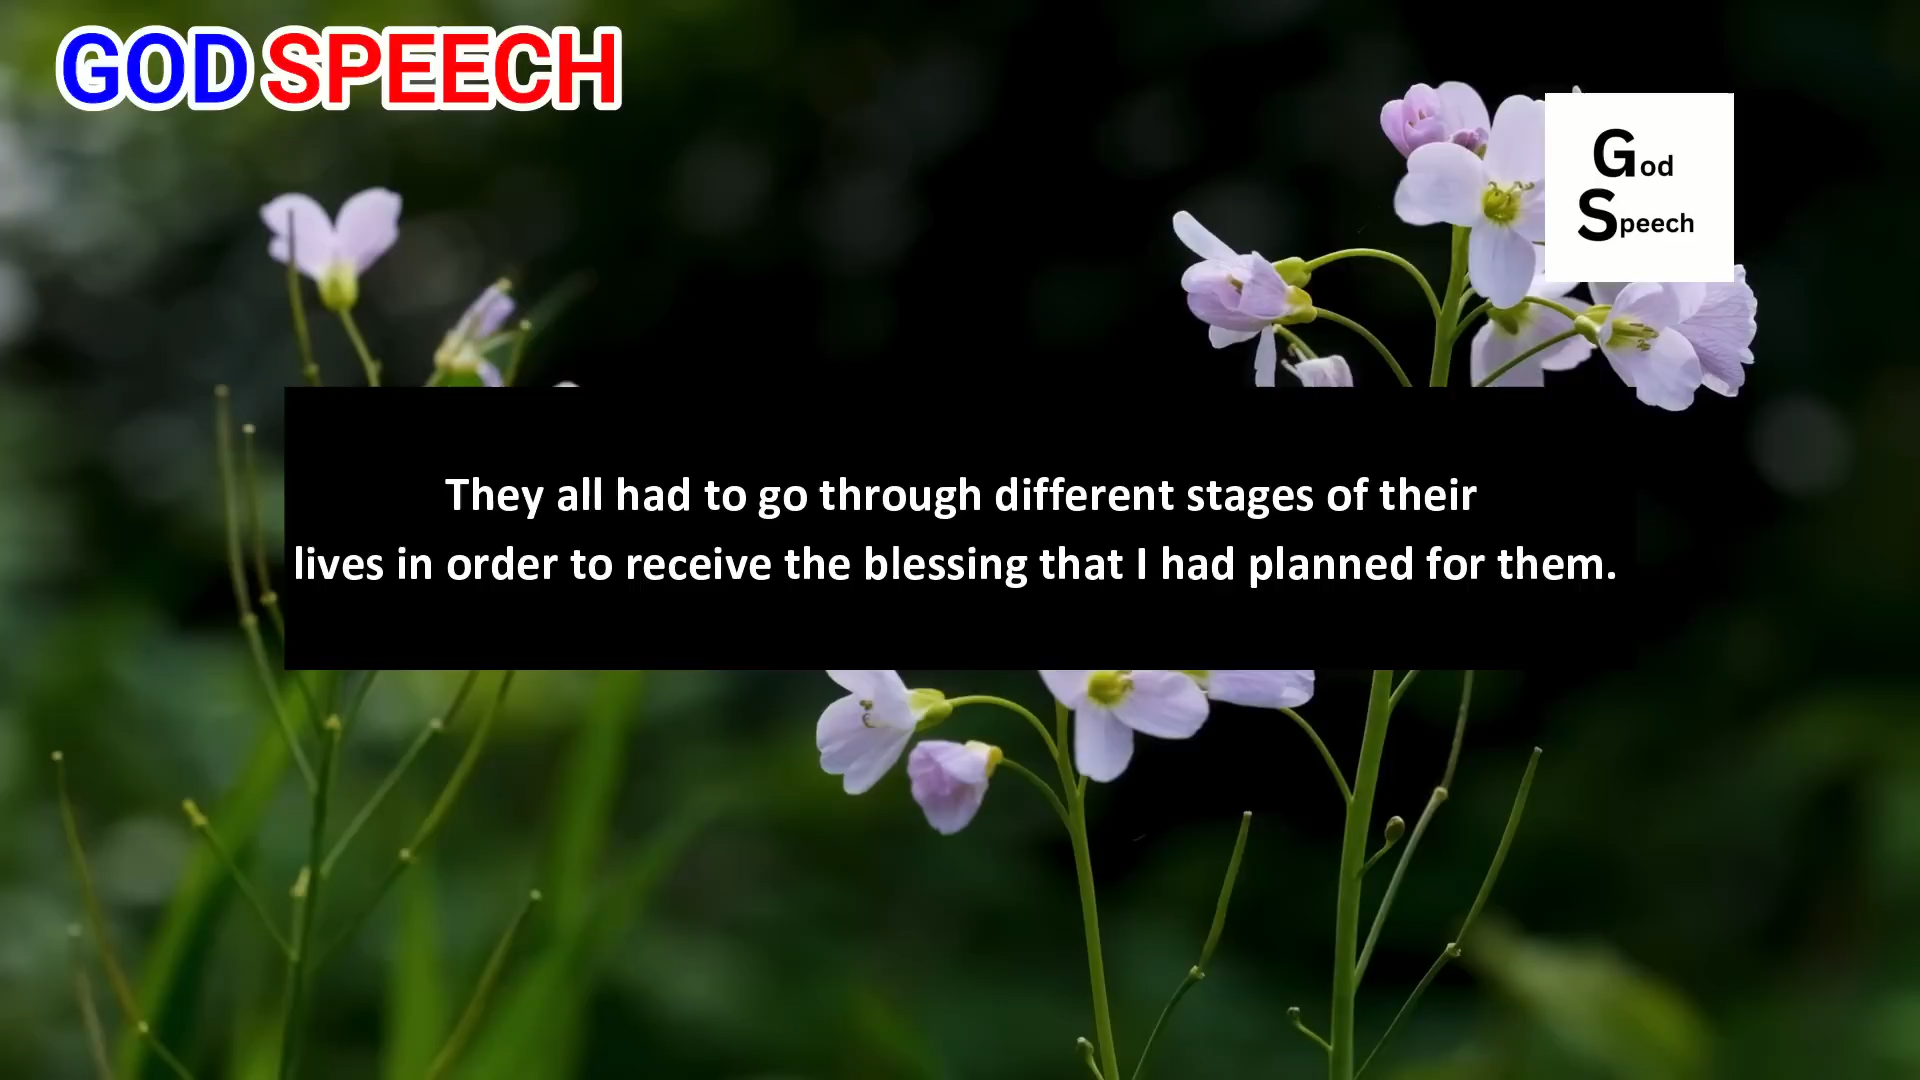 GOD SPEECH
God
Speech
They all had to go through different stages of their
lives in order to receive the blessing that I had planned for them.